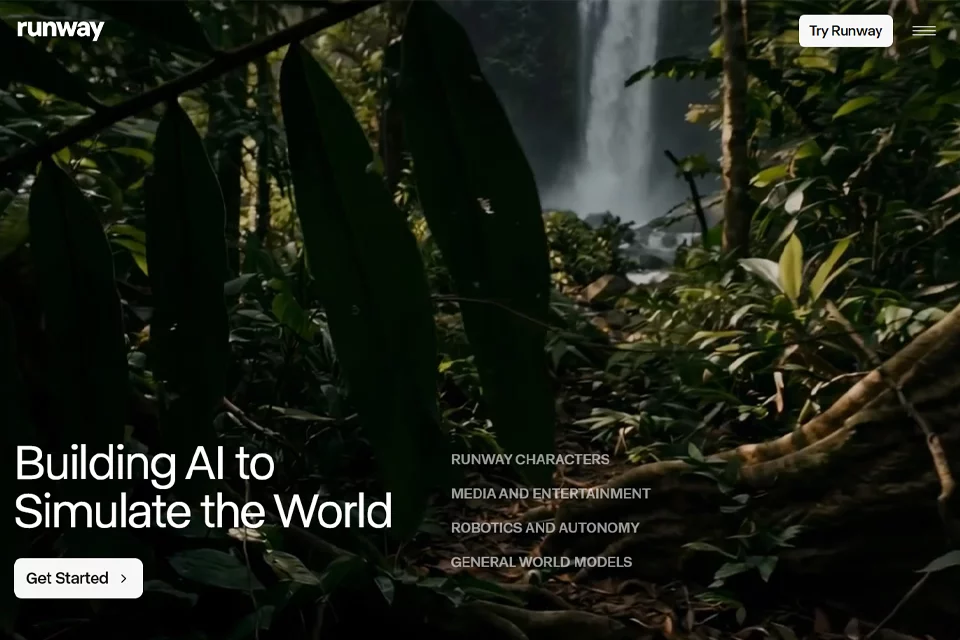 runway
Try Runway
Building AI to
Simulate the World
Get Started
RUNWAY CHARACTERS
MEDIA AND ENTERTAINMENT
ROBOTICS AND AUTONOMY
GENERAL WORLD MODELS